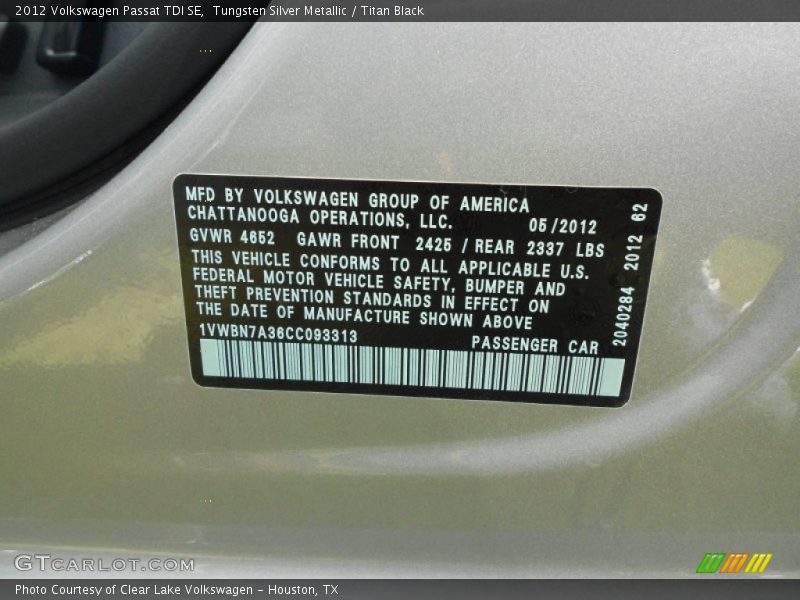 2012 Volkswagen Passat TDI SE,  Tungsten Silver Metallic / Titan Black
MFD BY VOLKSWAGEN GROUP OF AMERICA
CHATTANOOGA OPERATIONS, LLC. 05/2012
GVWR 4652 GAWR FRONT 2425 / REAR 2337 LBS
THIS VEHICLE CONFORMS TO ALL APPLICABLE U.S.
FEDERAL MOTOR VEHICLE SAFETY, BUMPER AND
THEFT PREVENTION STANDARDS IN EFFECT ON
THE DATE OF MANUFACTURE SHOWN ABOVE
1VWBN7A36CC093313 PASSENGER CAR
2040284 2012 62
GTCarlot.com
Photo Courtesy of Clear Lake Volkswagen – Houston, TX